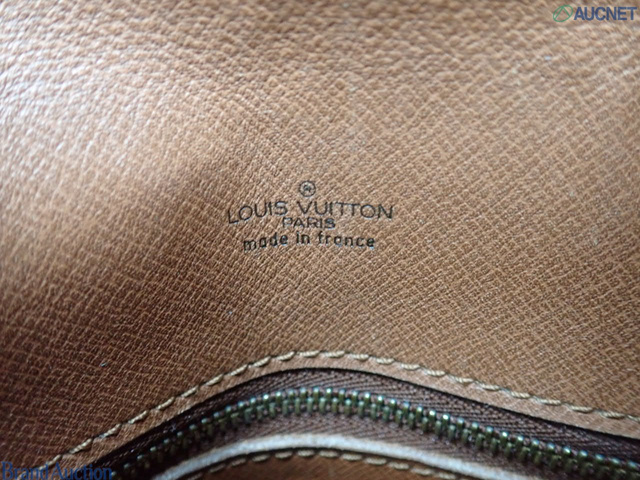 AUCNET
®
LOUIS VUITTON
PARIS
made in france
Brand Auction